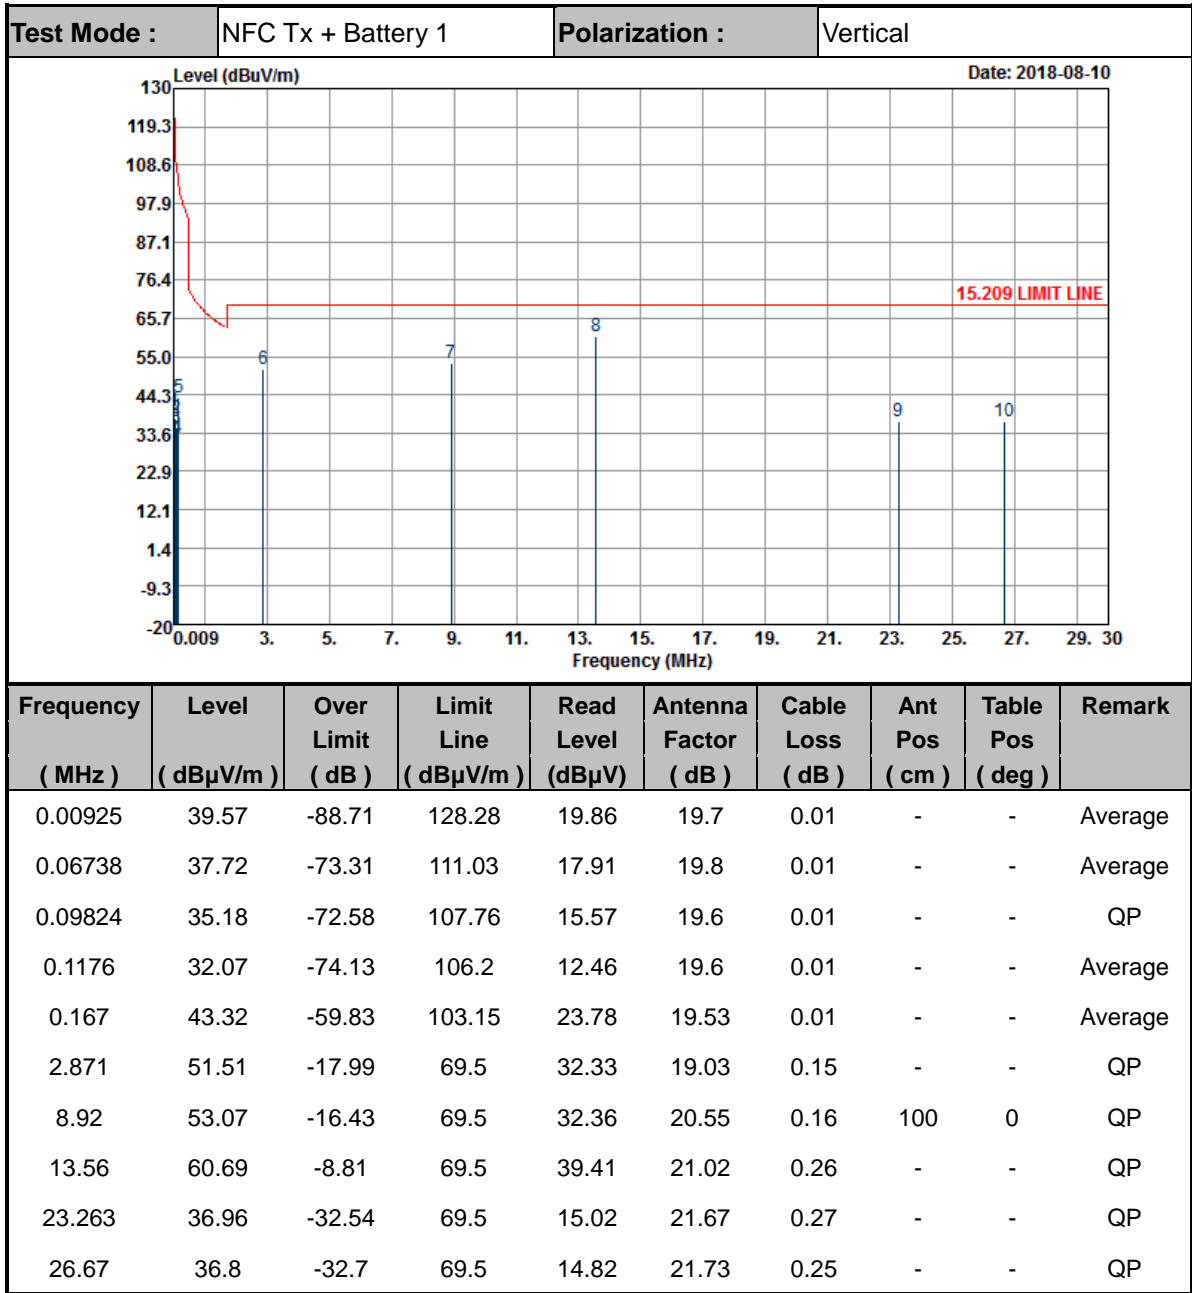 Test Mode : NFC Tx + Battery 1 Polarization : Vertical
Level (dBuV/m) Date: 2018-08-10
130
119.3
108.6
97.9
87.1
76.4
15.209 LIMIT LINE
65.7
8
55.0
6 7
44.3
5
9 10
33.6
22.9
12.1
1.4
-9.3
-20
0.009 3. 5. 7. 9. 11. 13. 15. 17. 19. 21. 23. 25. 27. 29. 30
Frequency (MHz)
Frequency Level Over Limit Read Antenna Cable Ant Table Remark
Limit Line Level Factor Loss Pos Pos
( MHz ) ( dBμV/m ) ( dB ) ( dBμV/m ) (dBμV) ( dB ) ( dB ) ( cm ) ( deg )
0.00925 39.57 -88.71 128.28 19.86 19.7 0.01 - - Average
0.06738 37.72 -73.31 111.03 17.91 19.8 0.01 - - Average
0.09824 35.18 -72.58 107.76 15.57 19.6 0.01 - - QP
0.1176 32.07 -74.13 106.2 12.46 19.6 0.01 - - Average
0.167 43.32 -59.83 103.15 23.78 19.53 0.01 - - Average
2.871 51.51 -17.99 69.5 32.33 19.03 0.15 - - QP
8.92 53.07 -16.43 69.5 32.36 20.55 0.16 100 0 QP
13.56 60.69 -8.81 69.5 39.41 21.02 0.26 - - QP
23.263 36.96 -32.54 69.5 15.02 21.67 0.27 - - QP
26.67 36.8 -32.7 69.5 14.82 21.73 0.25 - - QP